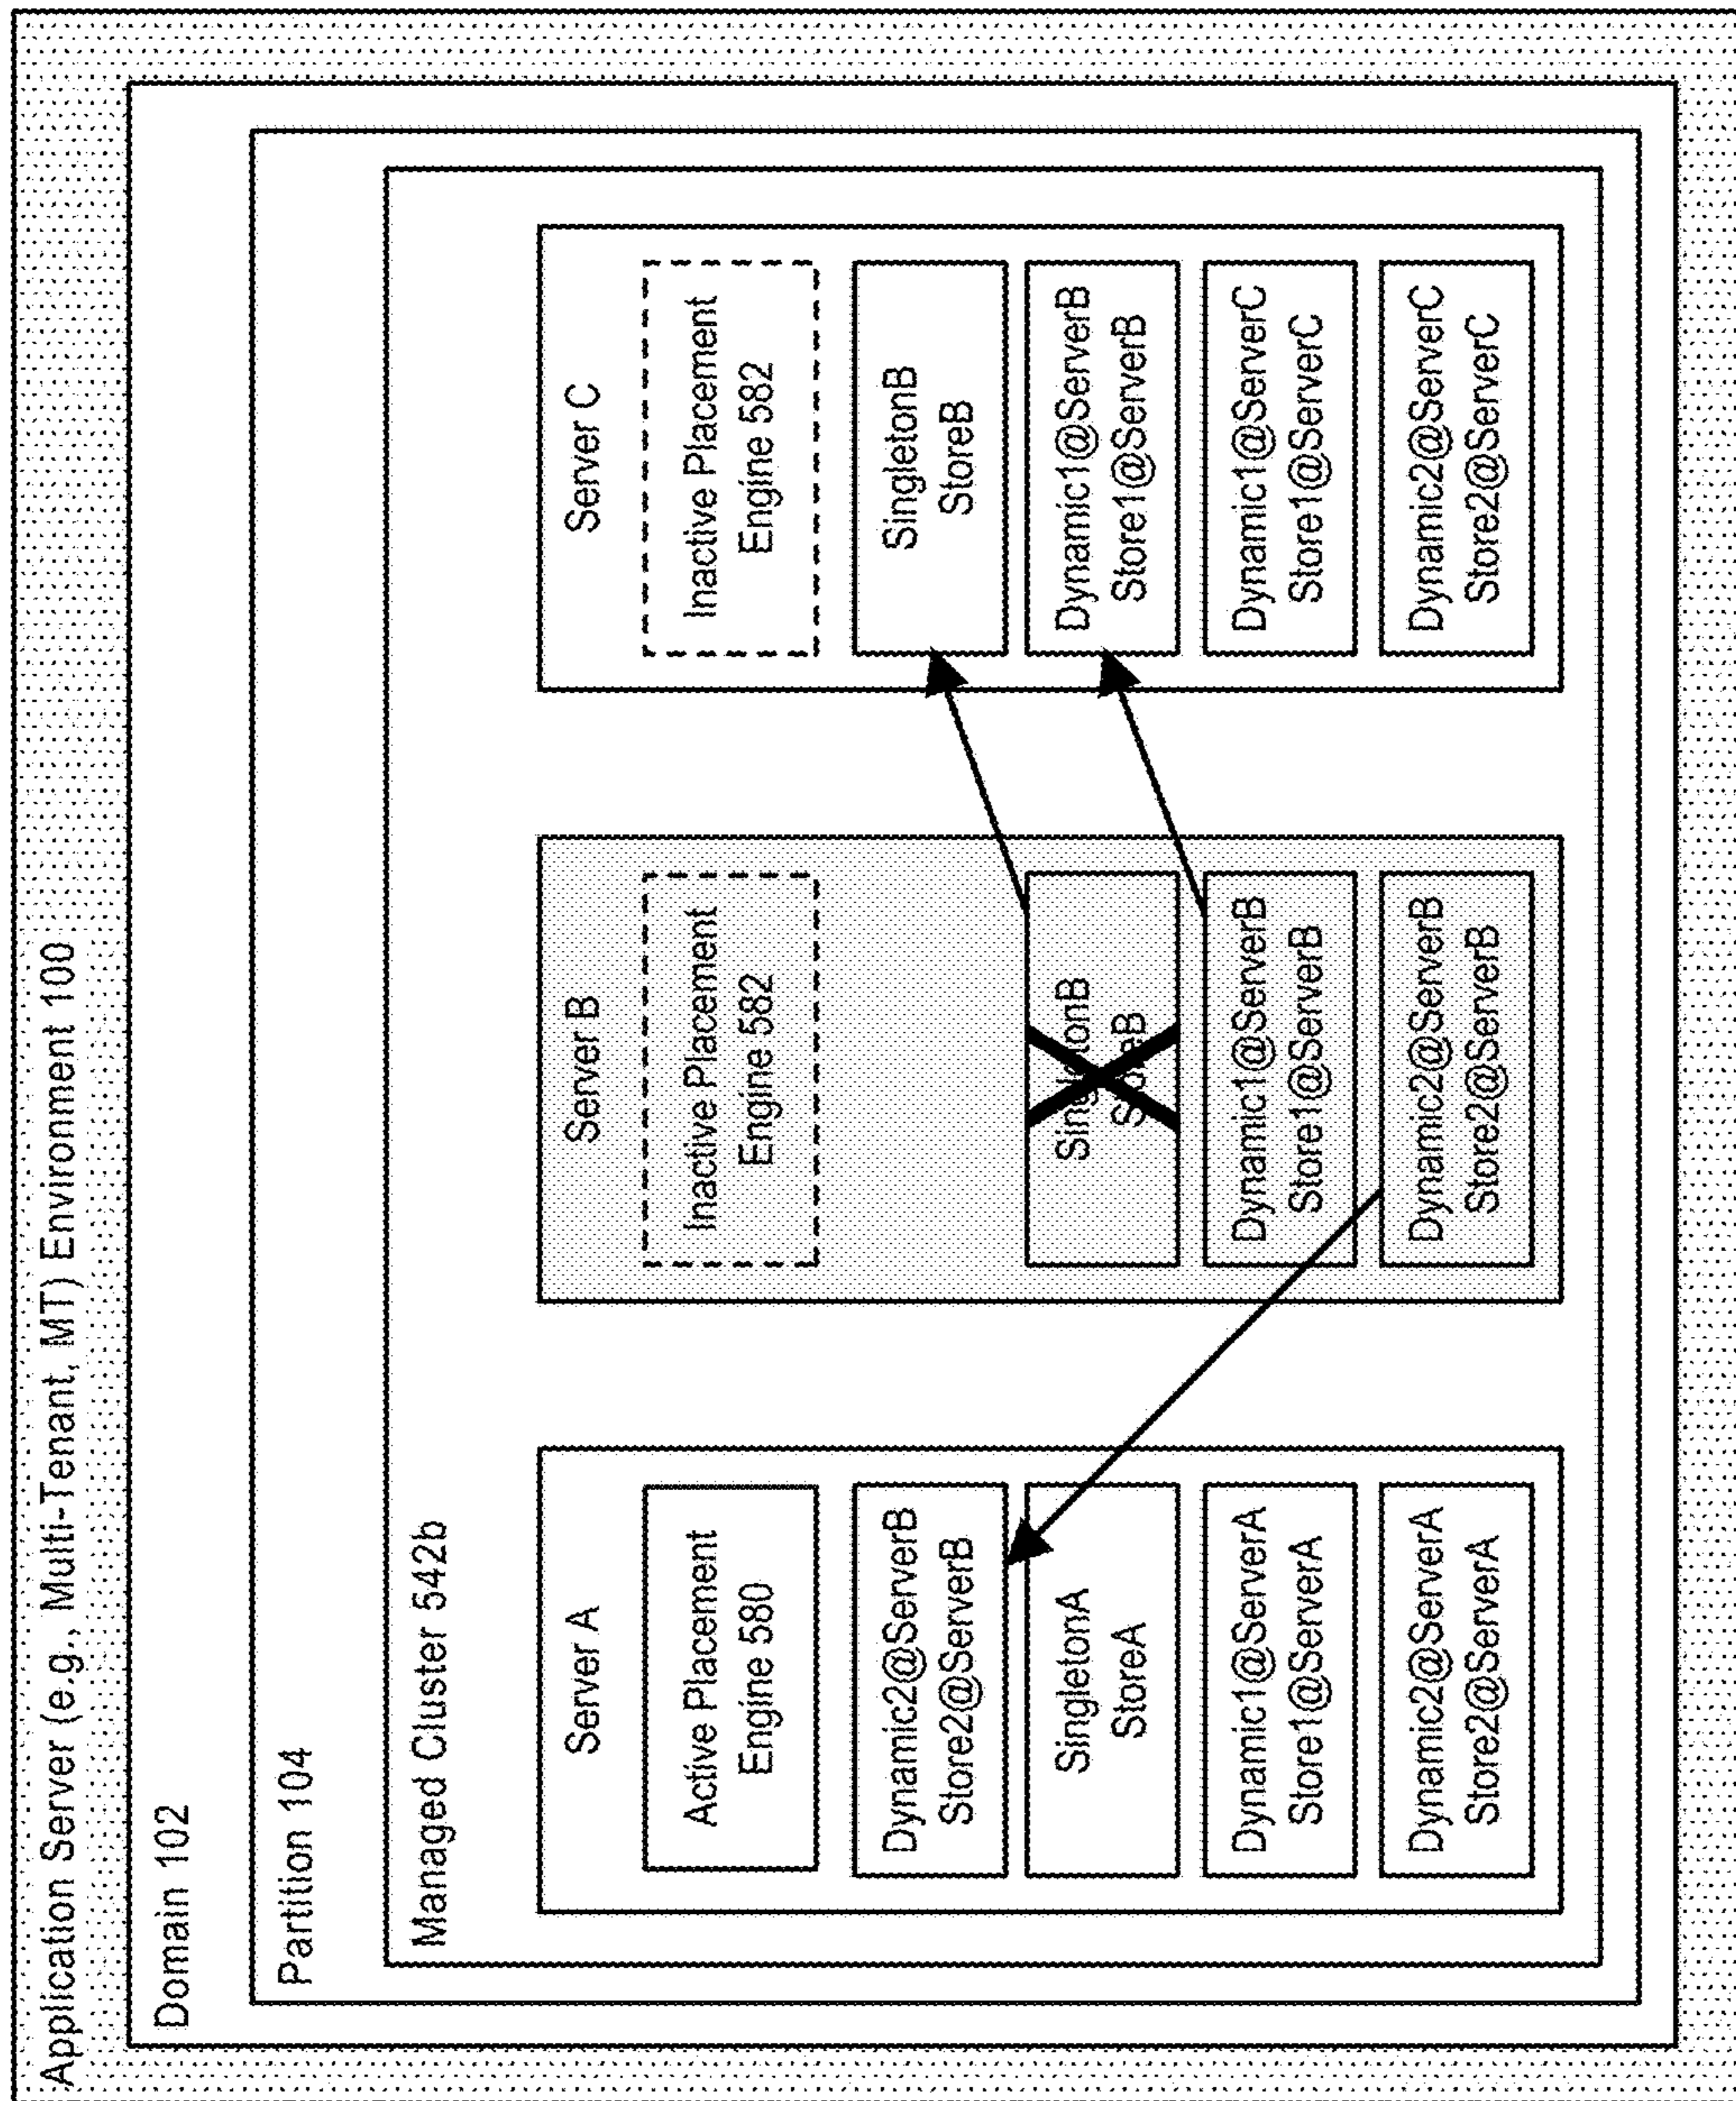 Application Server (e.g., Multi-Tenant, MT) Environment 100
Domain 102
Partition 104
Managed Cluster 542b
Server A
Active Placement
Engine 580
Dynamic2@ServerB
Store2@ServerB
SingletonA
StoreA
Dynamic1@ServerA
Store1@ServerA
Dynamic2@ServerA
Store2@ServerA
Server B
Inactive Placement
Engine 582
SingletonB
StoreB
Dynamic1@ServerB
Store1@ServerB
Dynamic2@ServerB
Store2@ServerB
Server C
Inactive Placement
Engine 582
SingletonB
StoreB
Dynamic1@ServerB
Store1@ServerB
Dynamic1@ServerC
Store1@ServerC
Dynamic2@ServerC
Store2@ServerC